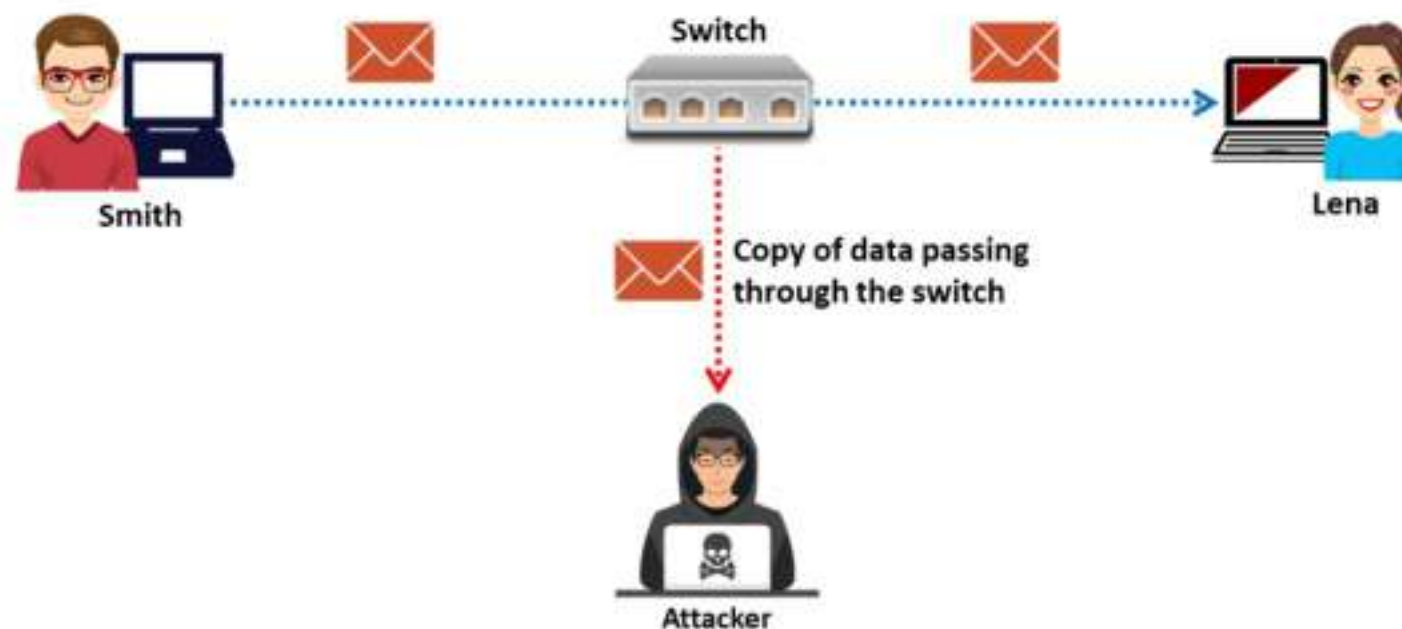 Switch
Smith
Lena
Copy of data passing
through the switch
Attacker